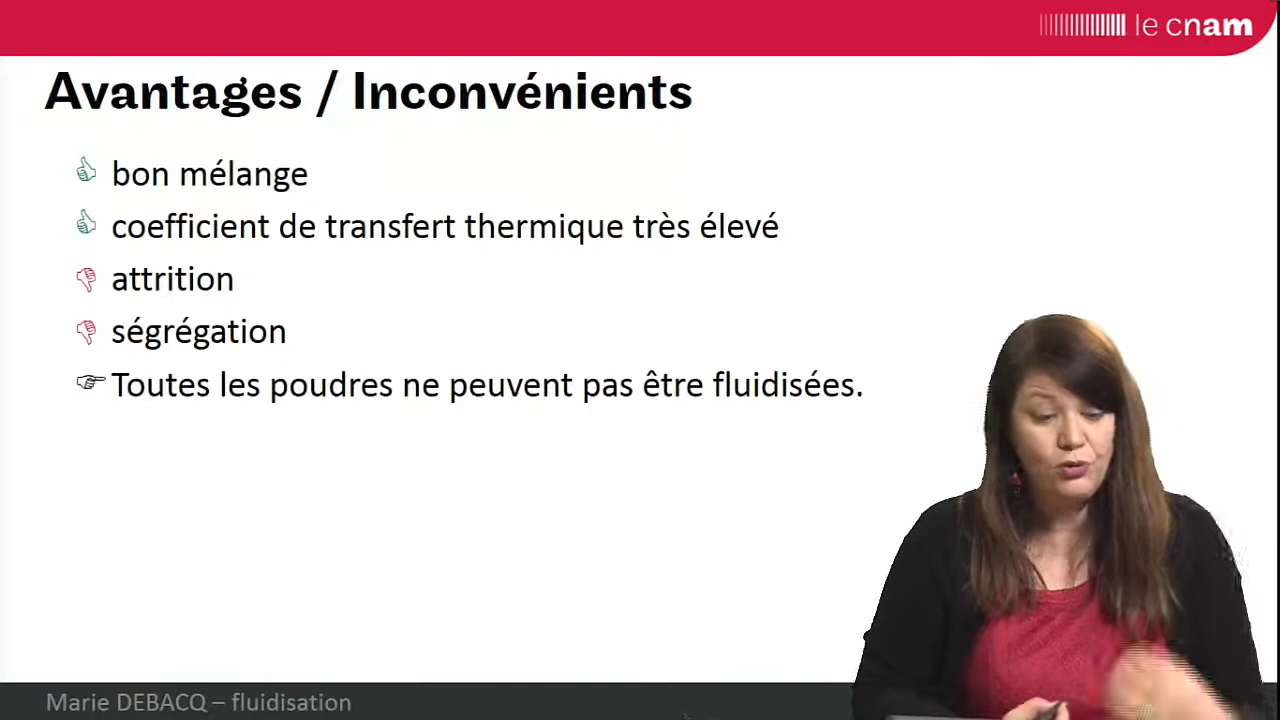 le cnam
Avantages / Inconvénients
bon mélange
coefficient de transfert thermique très élevé
attrition
ségrégation
Toutes les poudres ne peuvent pas être fluidisées.
Marie DEBACQ – fluidisation